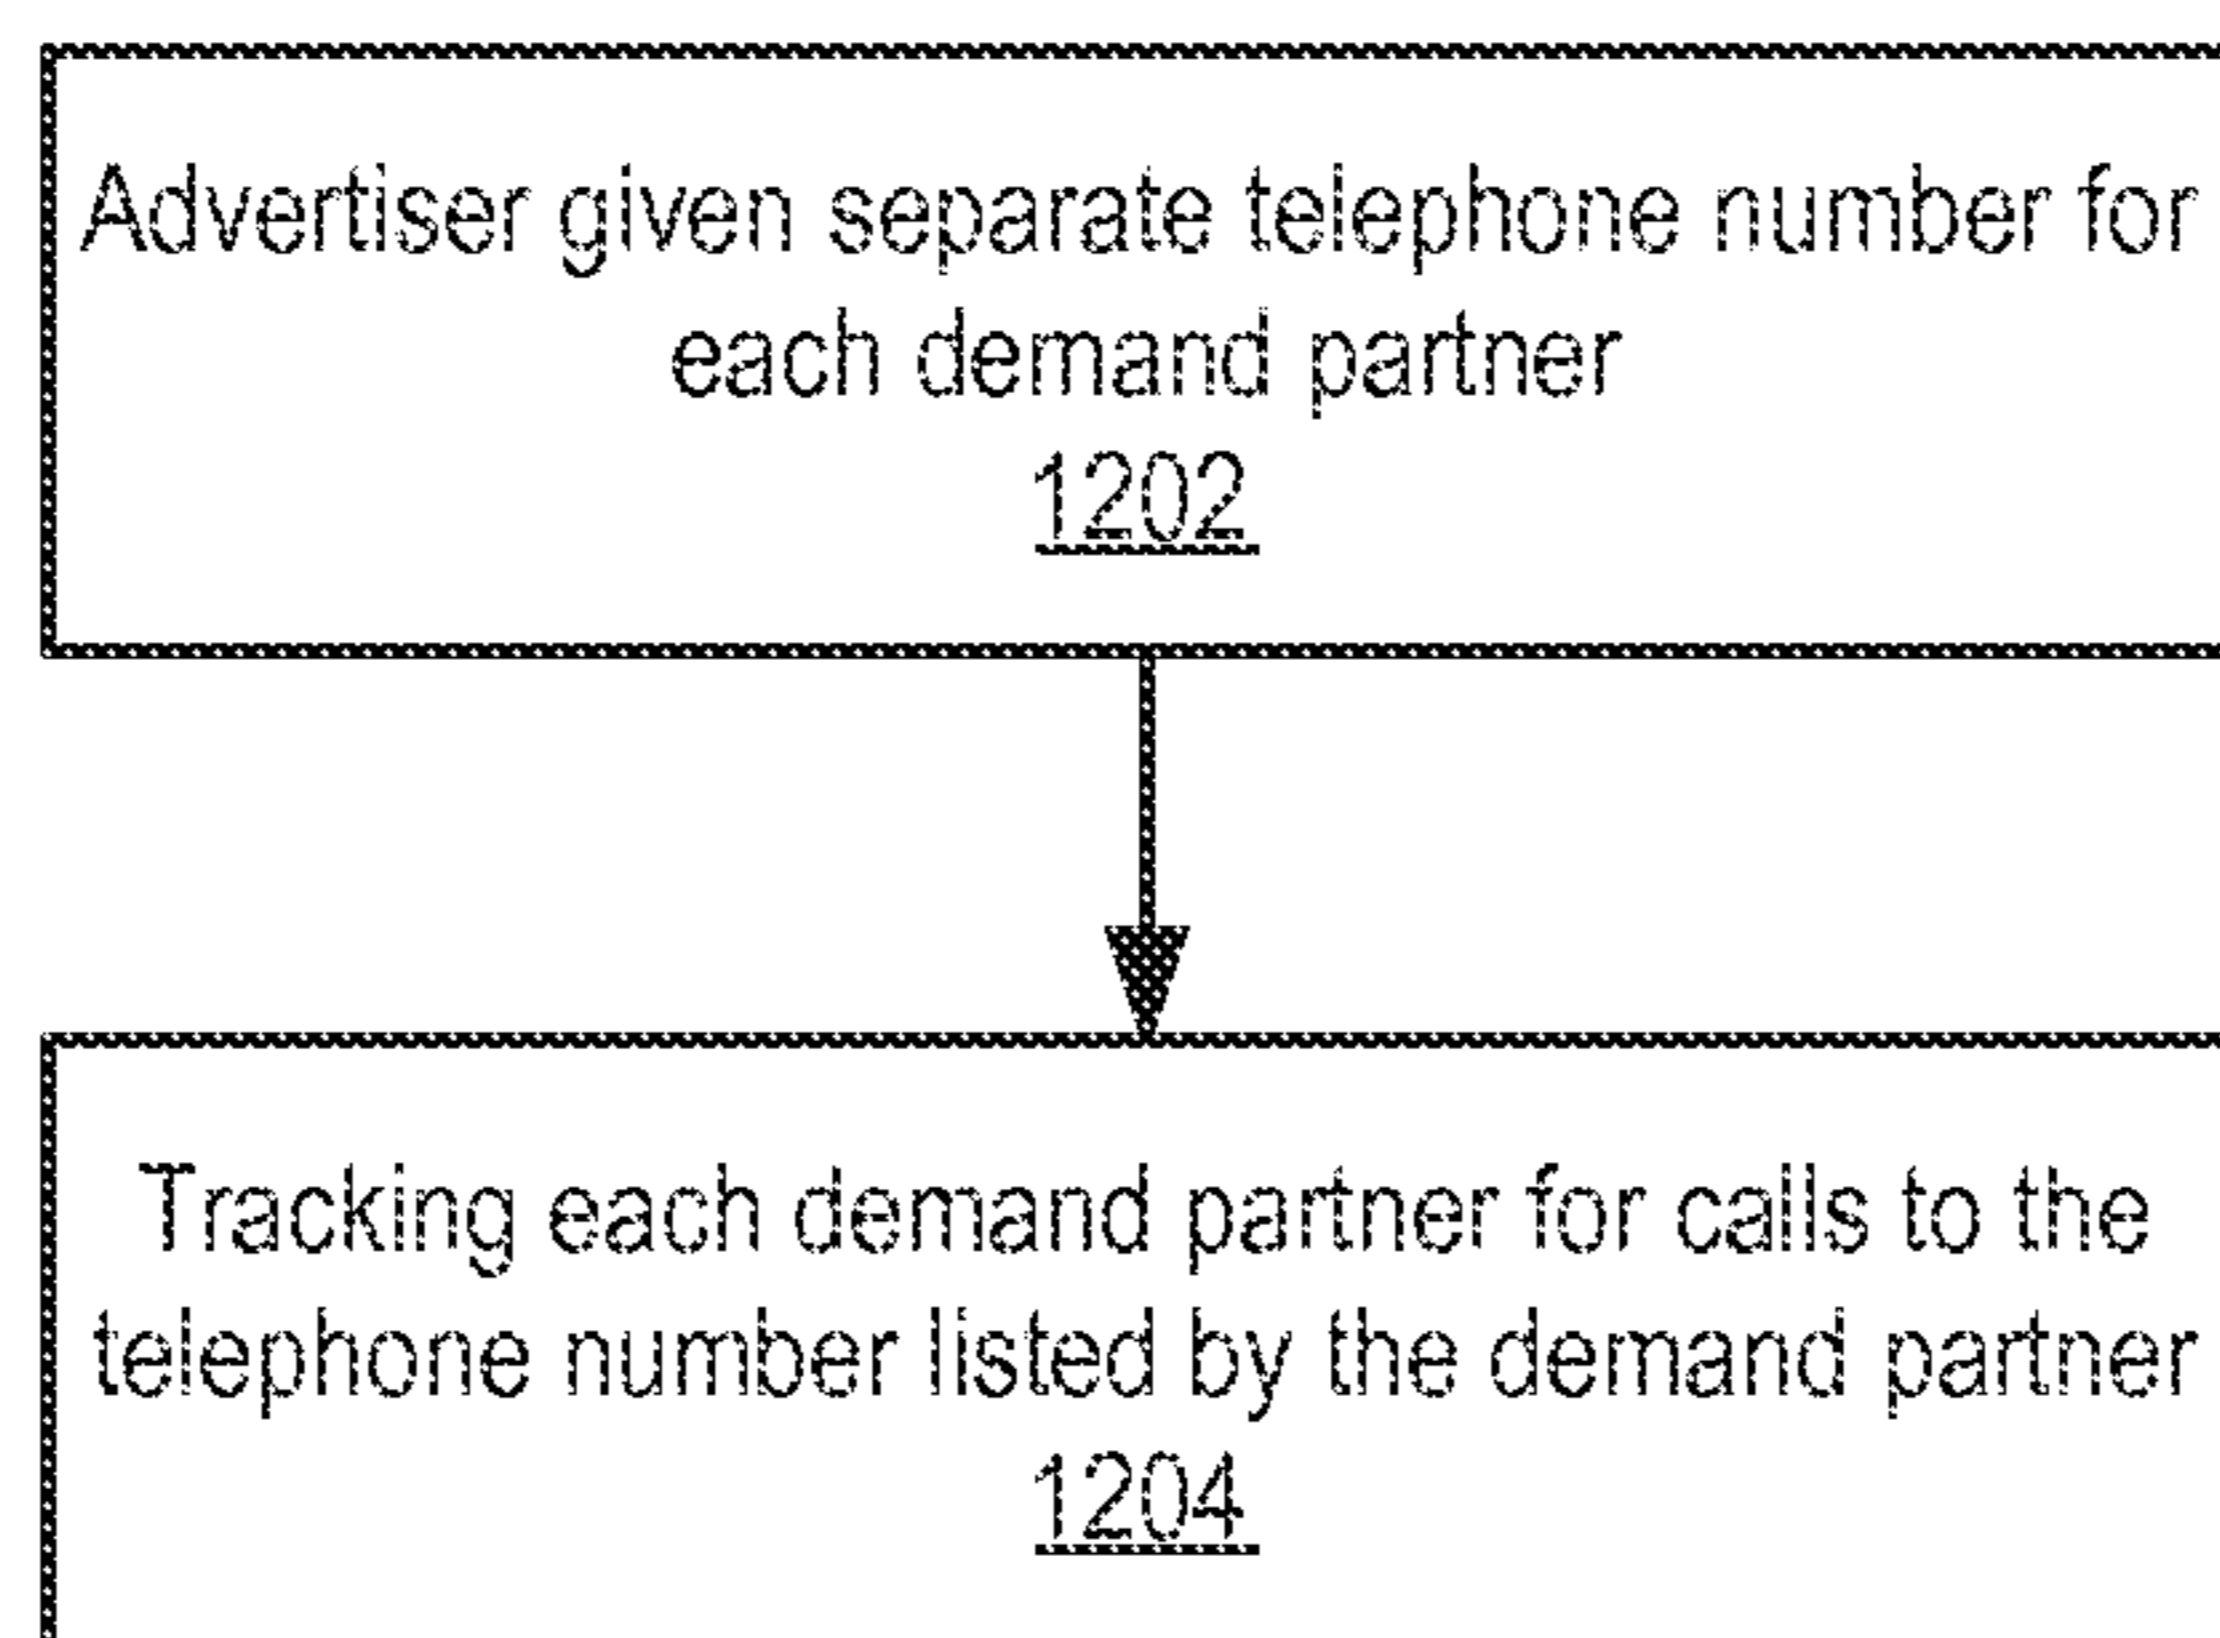 Advertiser given separate telephone number for
each demand partner
1202
Tracking each demand partner for calls to the
telephone number listed by the demand partner
1204